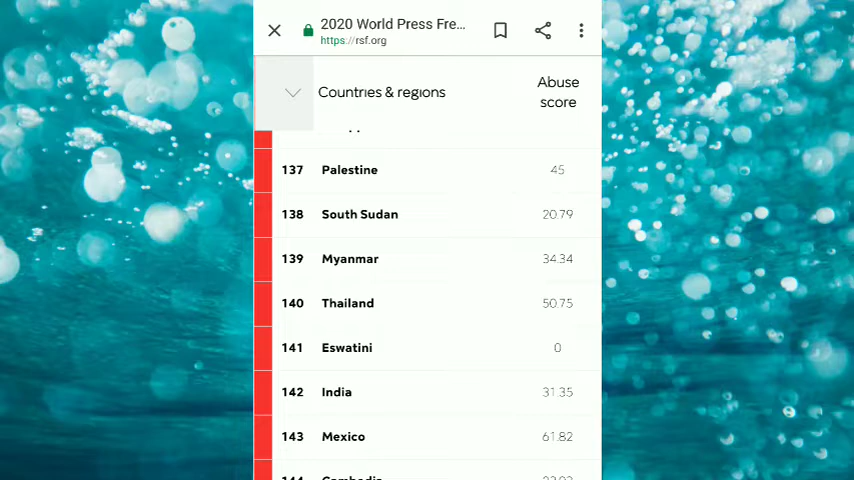 2020 World Press Fre...
https://rsf.org
Countries & regions
Abuse
score
137 Palestine 45
138 South Sudan 20.79
139 Myanmar 34.34
140 Thailand 50.75
141 Eswatini 0
142 India 31.35
143 Mexico 61.82